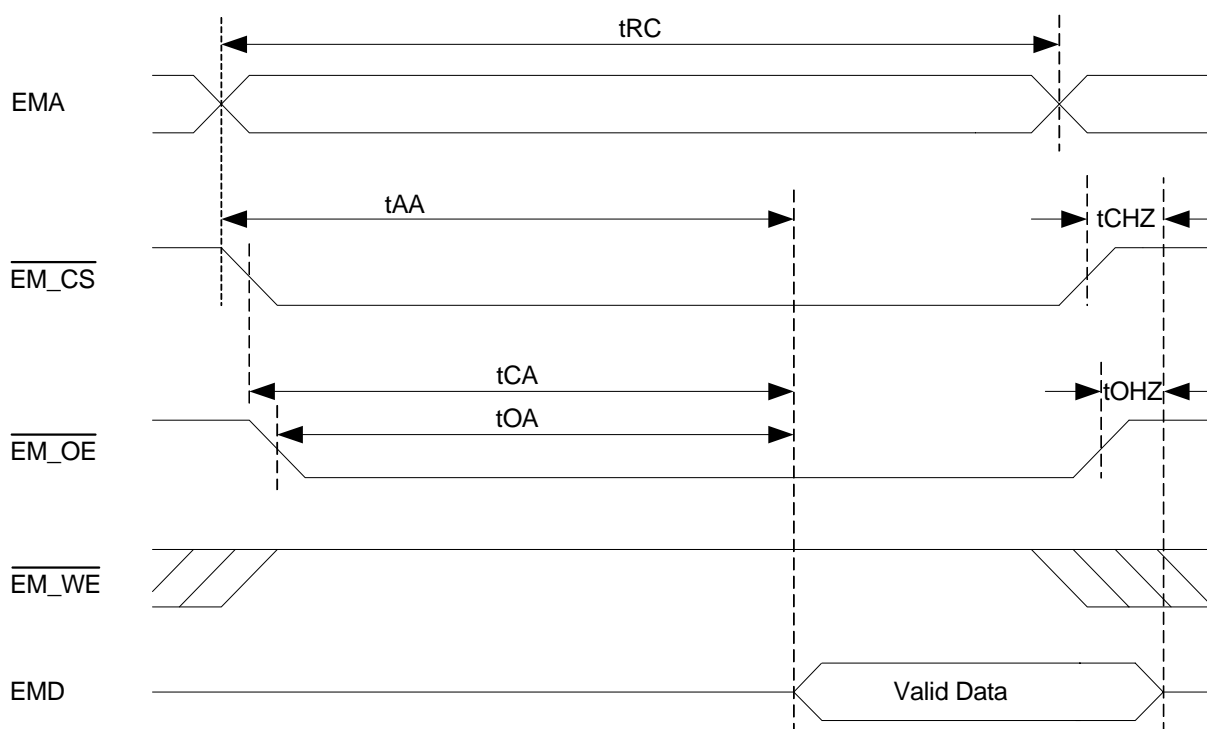 tRC
EMA
tAA
tCHZ
EM_CS
tCA
tOHZ
tOA
EM_OE
EM_WE
EMD
Valid Data